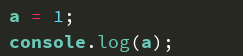 a = 1;
console.log(a);